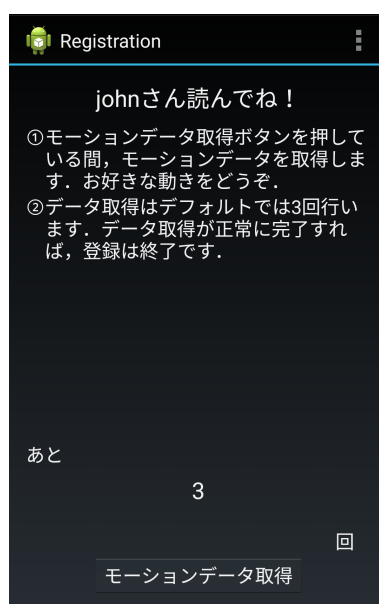 Registration
johnさん読んでね！
①モーションデータ取得ボタンを押して
いる間，モーションデータを取得しま
す．お好きな動きをどうぞ．
②データ取得はデフォルトでは3回行い
ます．データ取得が正常に完了すれ
ば，登録は終了です．
あと
3
回
モーションデータ取得